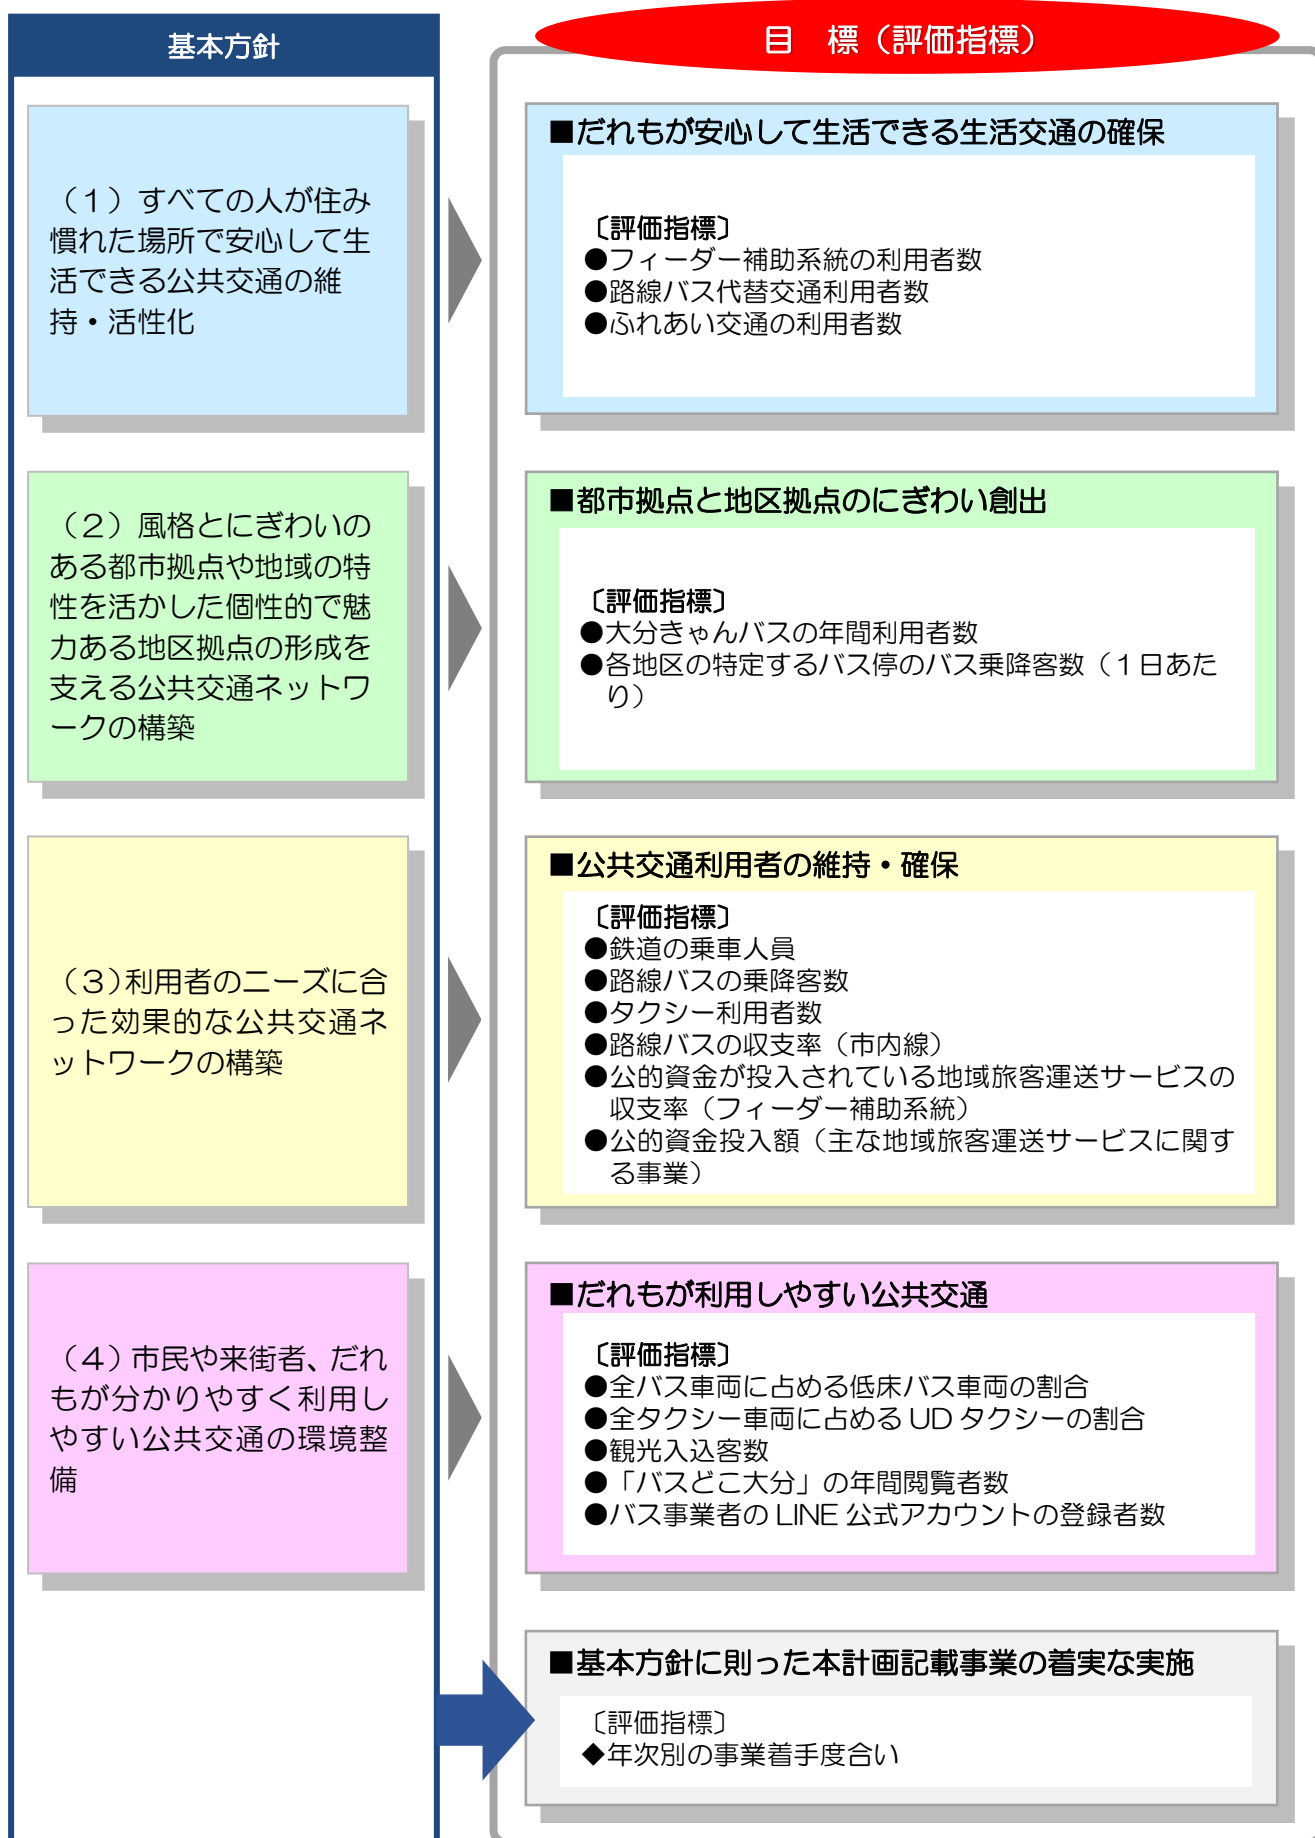 基本方針
目　標（評価指標）
（１）すべての人が住み
慣れた場所で安心して生
活できる公共交通の維
持・活性化
■だれもが安心して生活できる生活交通の確保
〔評価指標〕
●フィーダー補助系統の利用者数
●路線バス代替交通利用者数
●ふれあい交通の利用者数
（２）風格とにぎわいの
ある都市拠点や地域の特
性を活かした個性的で魅
力ある地区拠点の形成を
支える公共交通ネットワ
ークの構築
■都市拠点と地区拠点のにぎわい創出
〔評価指標〕
●大分きゃんバスの年間利用者数
●各地区の特定するバス停のバス乗降客数（１日あた
り）
（３）利用者のニーズに合
った効果的な公共交通ネ
ットワークの構築
■公共交通利用者の維持・確保
〔評価指標〕
●鉄道の乗車人員
●路線バスの乗降客数
●タクシー利用者数
●路線バスの収支率（市内線）
●公的資金が投入されている地域旅客運送サービスの
収支率（フィーダー補助系統）
●公的資金投入額（主な地域旅客運送サービスに関す
る事業）
（４）市民や来街者、だれ
もが分かりやすく利用し
やすい公共交通の環境整
備
■だれもが利用しやすい公共交通
〔評価指標〕
●全バス車両に占める低床バス車両の割合
●全タクシー車両に占める UD タクシーの割合
●観光入込客数
●「バスどこ大分」の年間閲覧者数
●バス事業者の LINE 公式アカウントの登録者数
■基本方針に則った本計画記載事業の着実な実施
〔評価指標〕
◆年次別の事業着手度合い